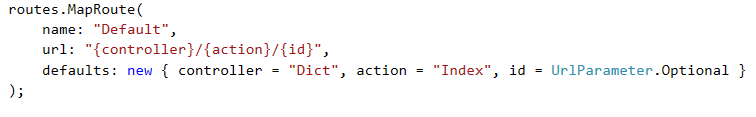 routes.MapRoute(
    name: "Default",
    url: "{controller}/{action}/{id}",
    defaults: new { controller = "Dict", action = "Index", id = UrlParameter.Optional }
);